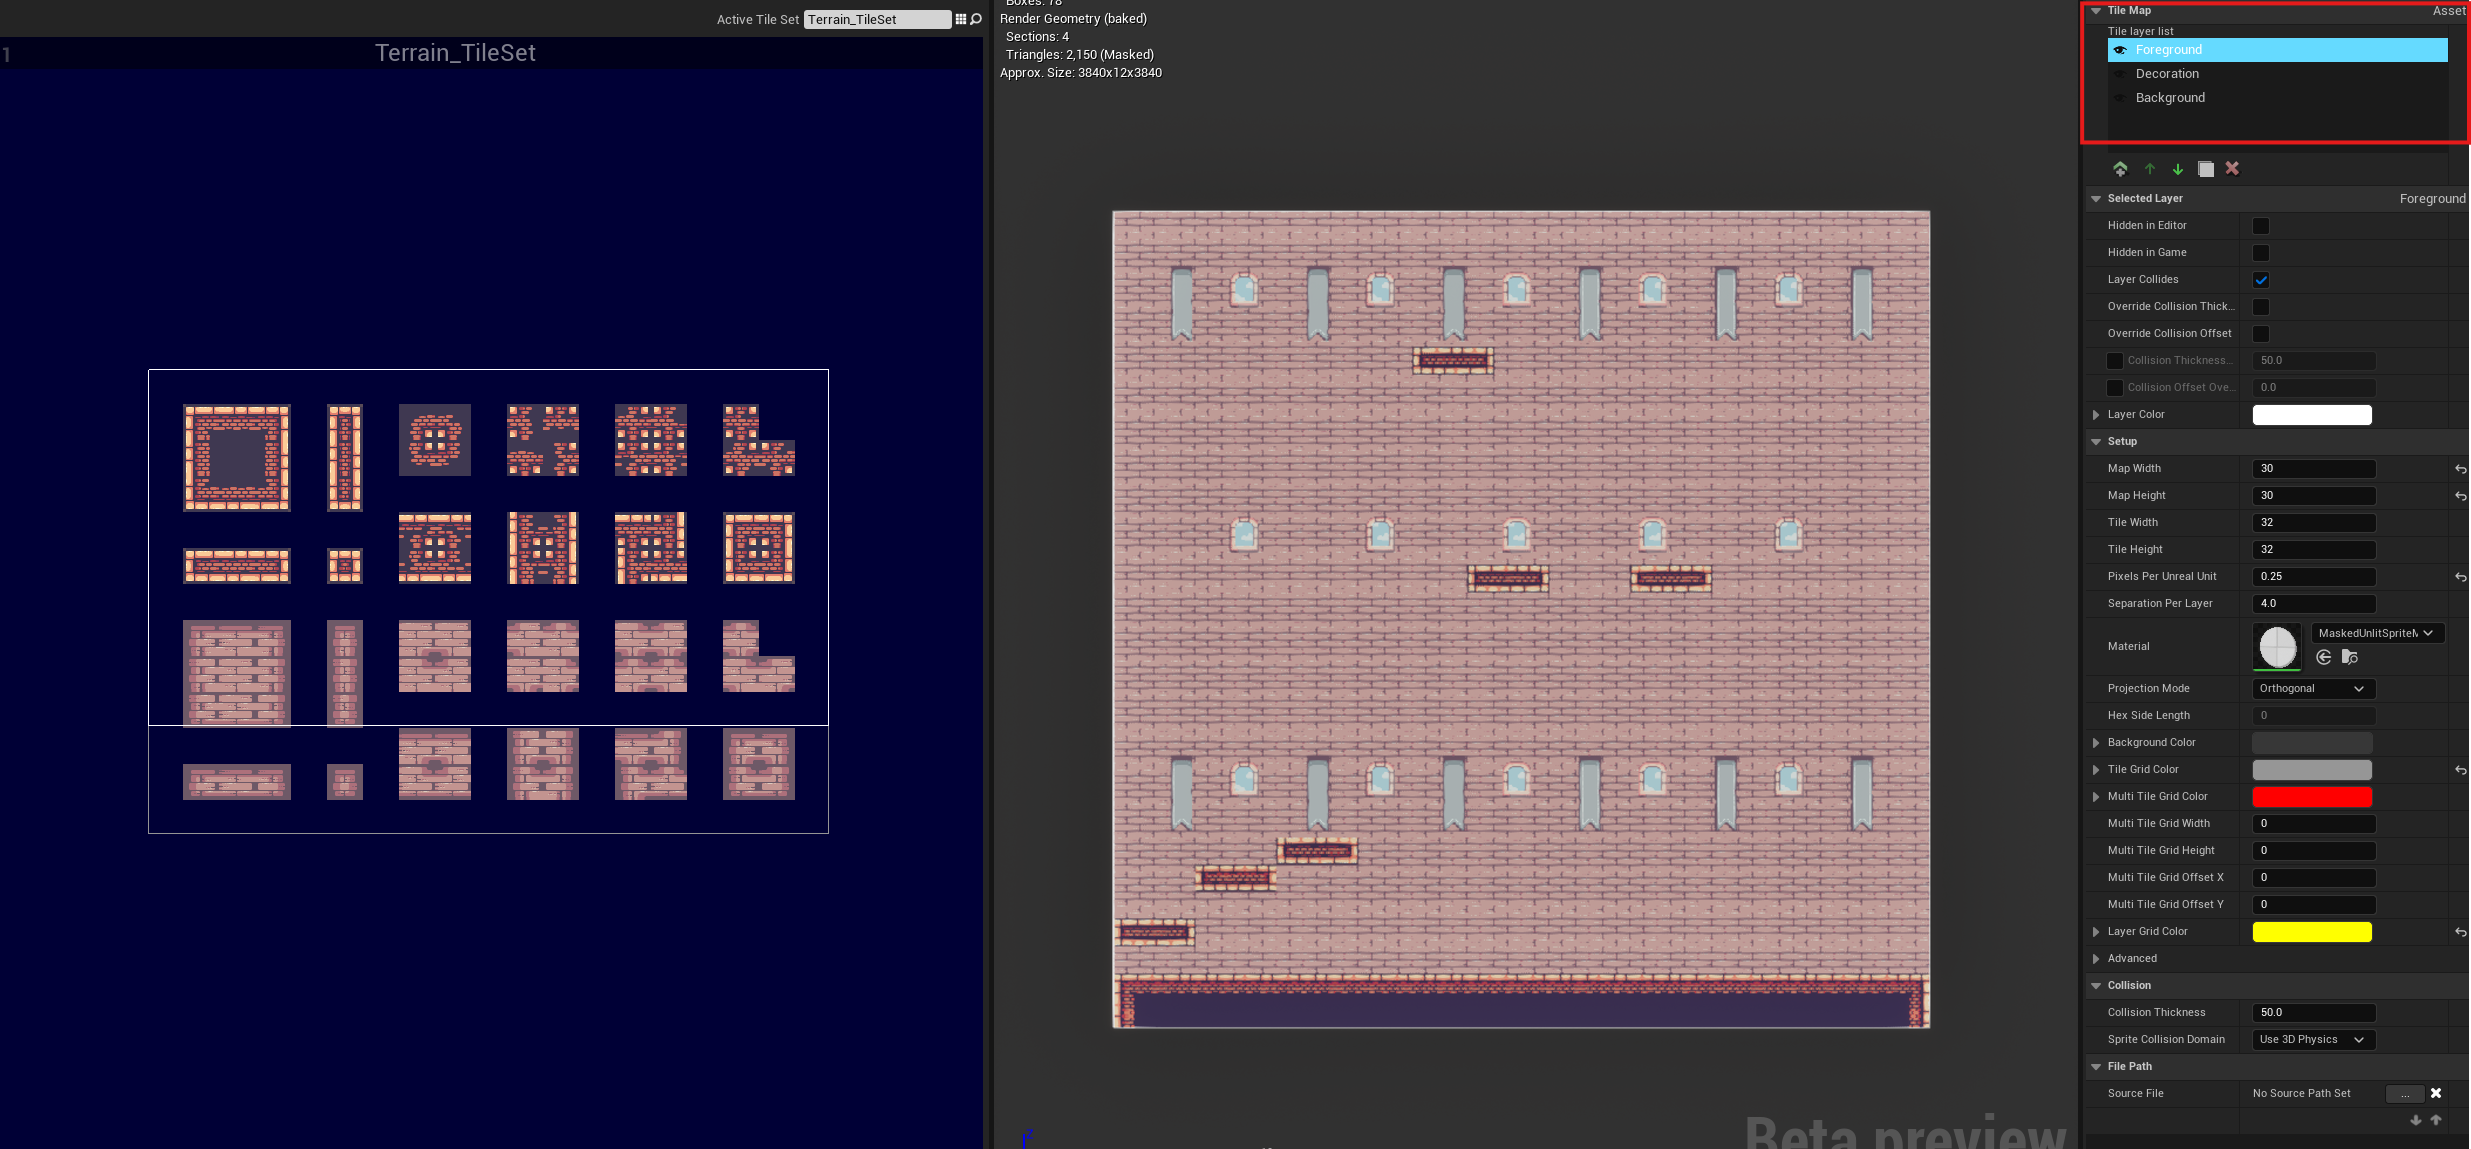 Active Tile Set Terrain_TileSet
1
Terrain_TileSet
Boxes: 78
Render Geometry (baked)
Sections: 4
Triangles: 2,150 (Masked)
Approx. Size: 3840x12x3840
Z
Beta preview
Tile Map Asset
Tile layer list
Foreground
Decoration
Background
Selected Layer Foreground
Hidden in Editor
Hidden in Game
Layer Collides
Override Collision Thick...
Override Collision Offset
Collision Thickness... 50.0
Collision Offset Ove... 0.0
Layer Color
Setup
Map Width 30
Map Height 30
Tile Width 32
Tile Height 32
Pixels Per Unreal Unit 0.25
Separation Per Layer 4.0
Material MaskedUnlitSpriteM
Projection Mode Orthogonal
Hex Side Length 0
Background Color
Tile Grid Color
Multi Tile Grid Color
Multi Tile Grid Width 0
Multi Tile Grid Height 0
Multi Tile Grid Offset X 0
Multi Tile Grid Offset Y 0
Layer Grid Color
Advanced
Collision
Collision Thickness 50.0
Sprite Collision Domain Use 3D Physics
File Path
Source File No Source Path Set ...